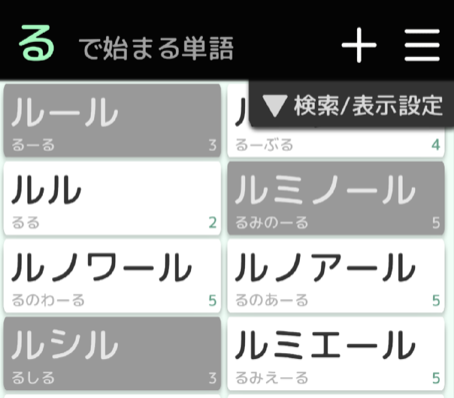 る で始まる単語
▼検索/表示設定
ルール
るーる 3
ル
るーぶる 4
ルル
るる 2
ルミノール
るみのーる 5
ルノワール
るのわーる 5
ルノアール
るのあーる 5
ルシル
るしる 3
ルミエール
るみえーる 5